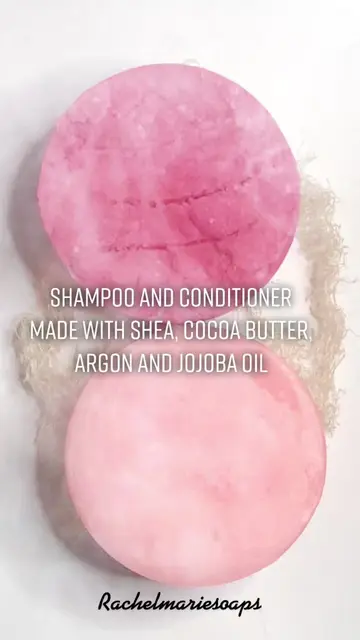 SHAMPOO AND CONDITIONER
MADE WITH SHEA, COCOA BUTTER,
ARGON AND JOJOBA OIL
Rachelmariesoaps